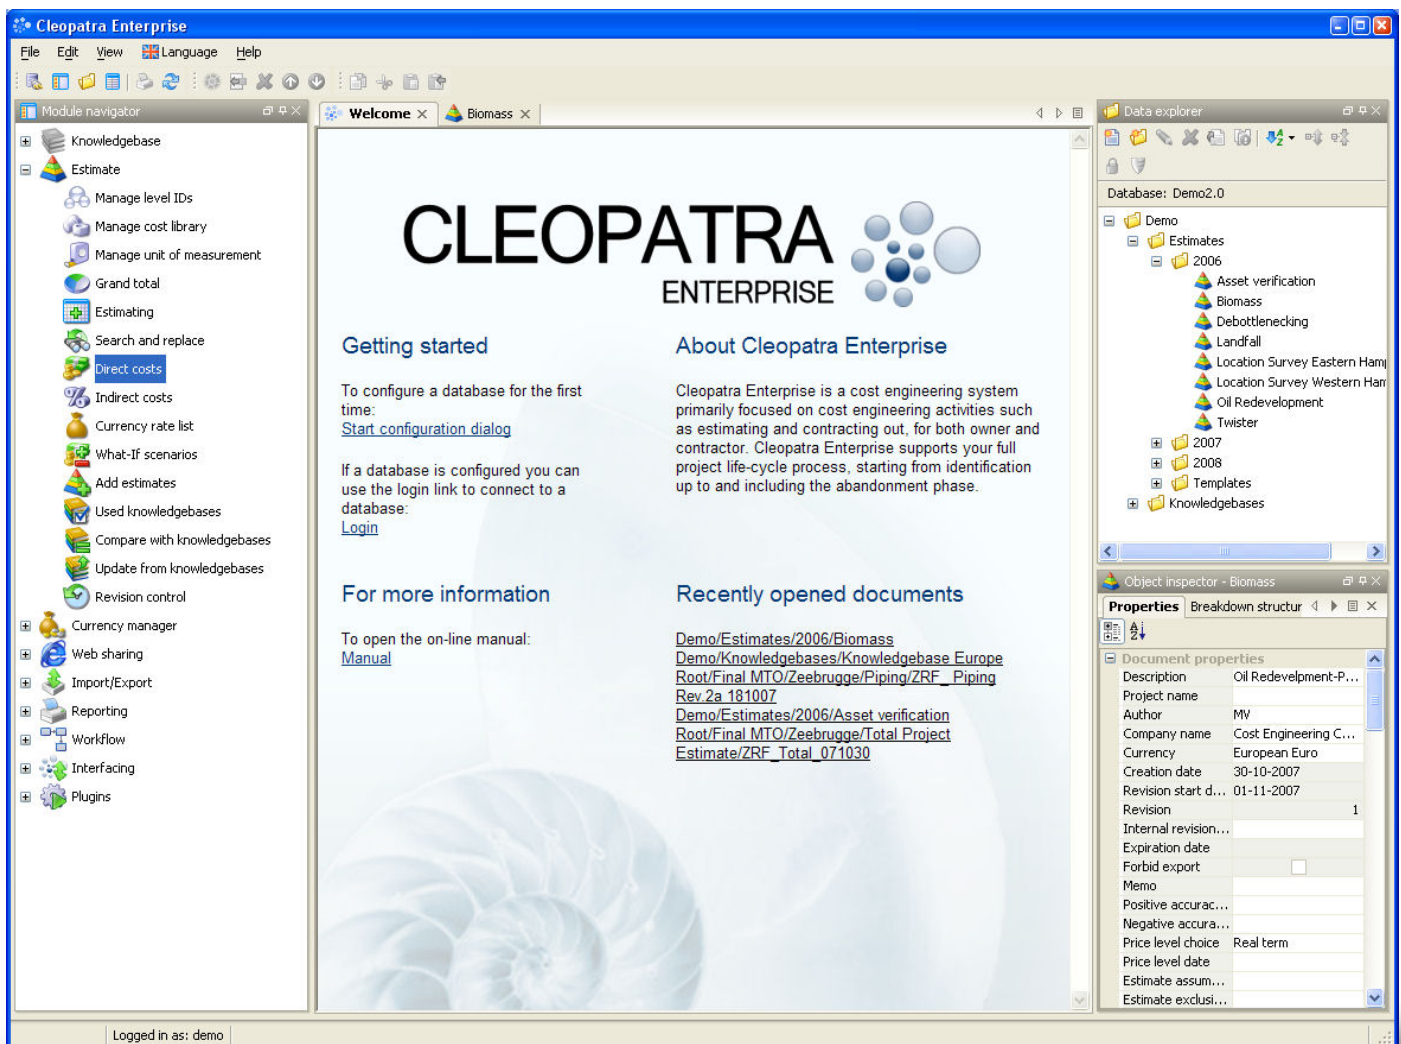 Cleopatra Enterprise
File Edit View Language Help
Module navigator
Knowledgebase
Estimate
Manage level IDs
Manage cost library
Manage unit of measurement
Grand total
Estimating
Search and replace
Direct costs
Indirect costs
Currency rate list
What-If scenarios
Add estimates
Used knowledgebases
Compare with knowledgebases
Update from knowledgebases
Revision control
Currency manager
Web sharing
Import/Export
Reporting
Workflow
Interfacing
Plugins
Welcome Biomass
CLEOPATRA
ENTERPRISE
Getting started
To configure a database for the first
time:
Start configuration dialog
If a database is configured you can
use the login link to connect to a
database:
Login
About Cleopatra Enterprise
Cleopatra Enterprise is a cost engineering system
primarily focused on cost engineering activities such
as estimating and contracting out, for both owner and
contractor. Cleopatra Enterprise supports your full
project life-cycle process, starting from identification
up to and including the abandonment phase.
For more information
To open the on-line manual:
Manual
Recently opened documents
Demo/Estimates/2006/Biomass
Demo/Knowledgebases/Knowledgebase Europe
Root/Final MTO/Zeebrugge/Piping/ZRF_ Piping
Rev.2a 181007
Demo/Estimates/2006/Asset verification
Root/Final MTO/Zeebrugge/Total Project
Estimate/ZRF_Total_071030
Data explorer
Database: Demo2.0
Demo
Estimates
2006
Asset verification
Biomass
Debottlenecking
Landfall
Location Survey Eastern Ham
Location Survey Western Ham
Oil Redevelopment
Twister
2007
2008
Templates
Knowledgebases
Object inspector - Biomass
Properties Breakdown structur
Document properties
Description Oil Redevelpment-P...
Project name
Author MV
Company name Cost Engineering C...
Currency European Euro
Creation date 30-10-2007
Revision start d... 01-11-2007
Revision 1
Internal revision...
Expiration date
Forbid export
Memo
Positive accurac...
Negative accura...
Price level choice Real term
Price level date
Estimate assum...
Estimate exclusi...
Logged in as: demo